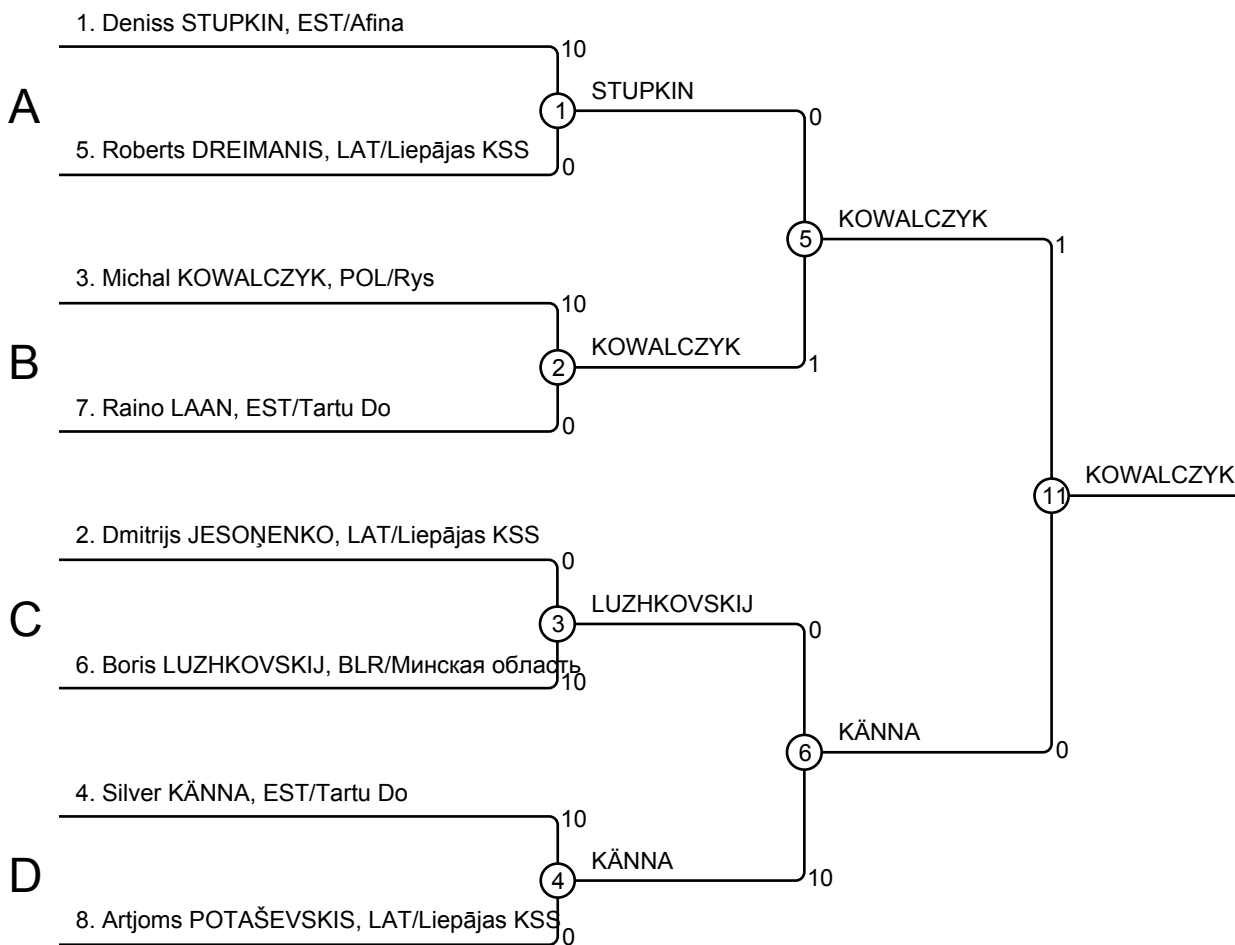 1. Deniss STUPKIN, EST/Afina
10
STUPKIN
A
1
0
5. Roberts DREIMANIS, LAT/Liepājas KSS
0
KOWALCZYK
5
1
3. Michal KOWALCZYK, POL/Rys
10
KOWALCZYK
B
2
1
7. Raino LAAN, EST/Tartu Do
0
KOWALCZYK
11
2. Dmitrijs JESOŅENKO, LAT/Liepājas KSS
0
LUZHKOVSKIJ
C
3
0
6. Boris LUZHKOVSKIJ, BLR/Минская область
10
KÄNNA
6
0
4. Silver KÄNNA, EST/Tartu Do
10
KÄNNA
D
4
10
8. Artjoms POTAŠEVSKIS, LAT/Liepājas KSS
0